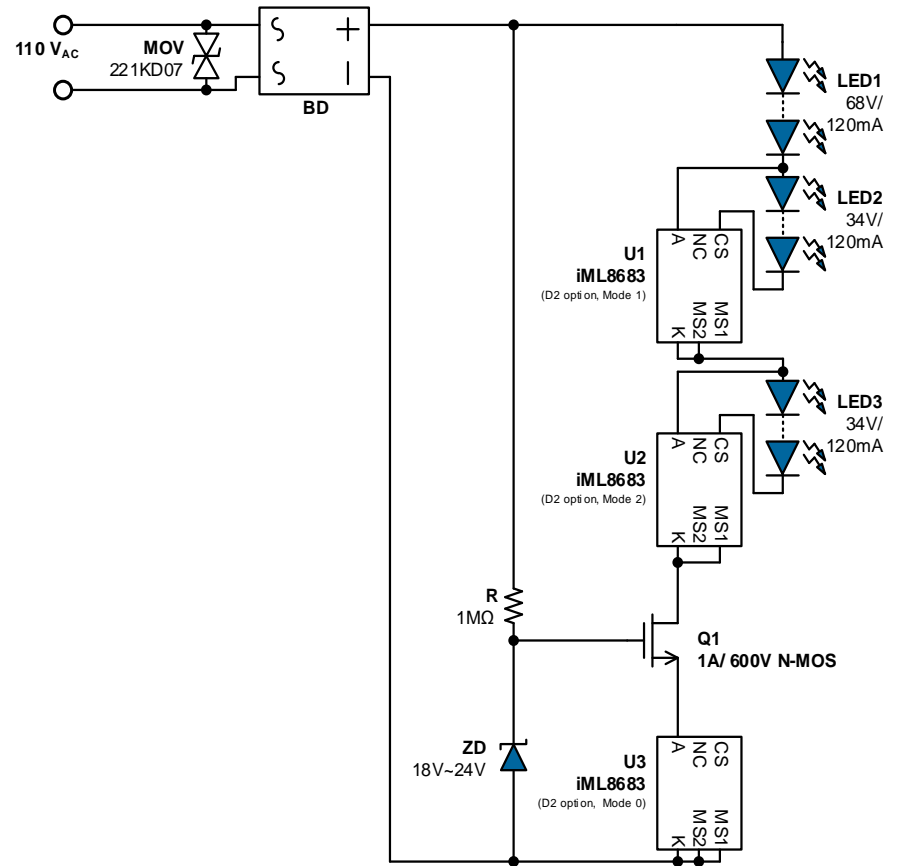 110 VAC
MOV
221KD07
S
S
+
−
BD
LED1
68V/
120mA
LED2
34V/
120mA
U1
iML8683
(D2 option, Mode 1)
A
NC
CS
K
MS2
MS1
LED3
34V/
120mA
U2
iML8683
(D2 option, Mode 2)
A
NC
CS
K
MS2
MS1
R
1MΩ
Q1
1A/ 600V N-MOS
ZD
18V~24V
U3
iML8683
(D2 option, Mode 0)
A
NC
CS
K
MS2
MS1